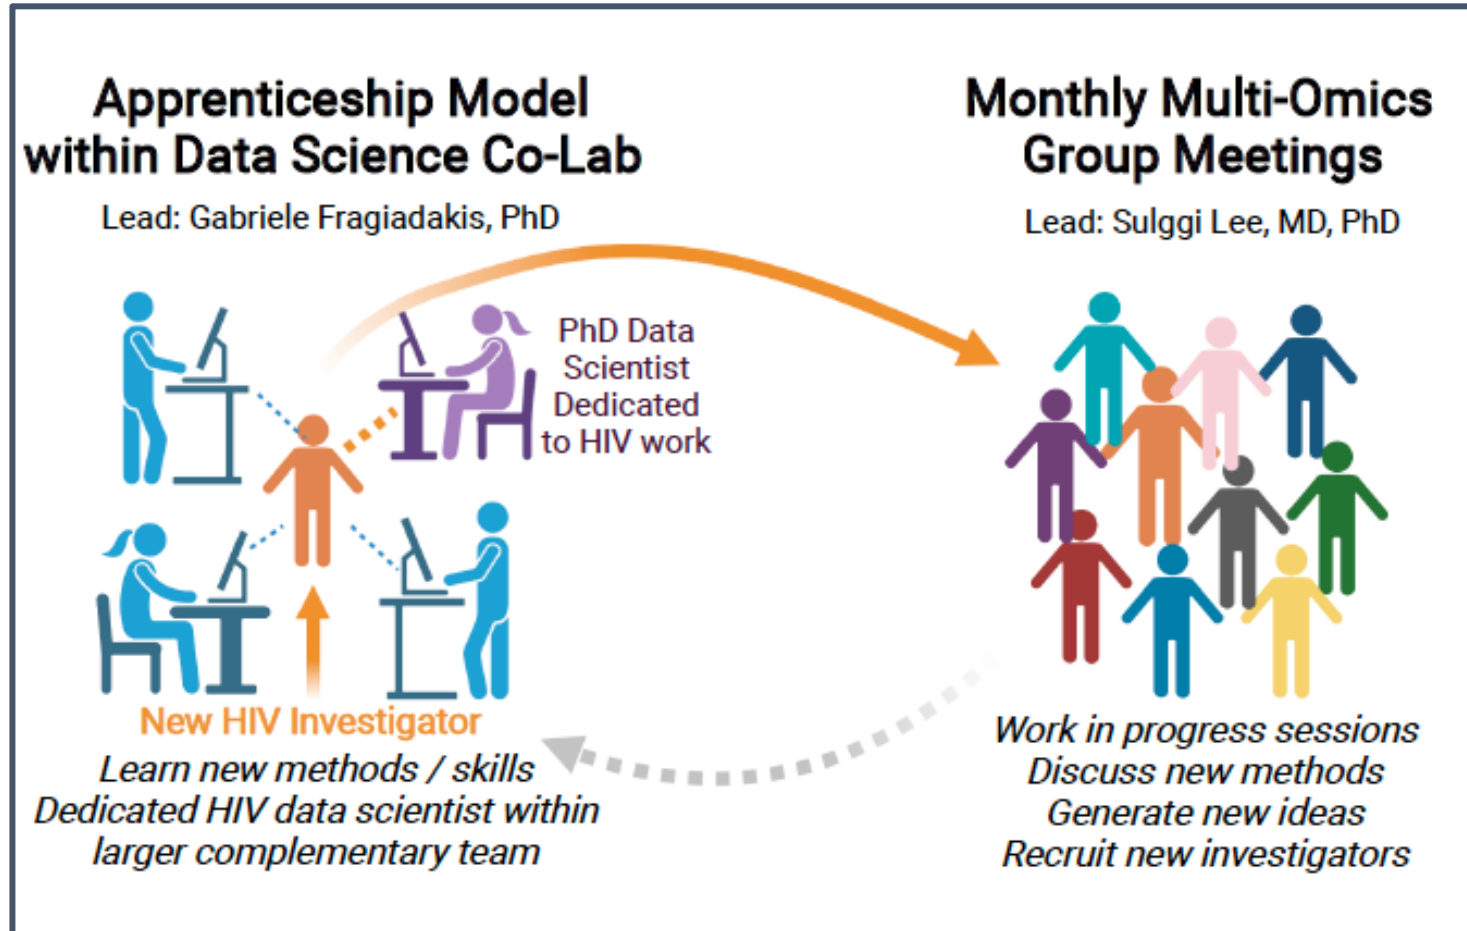 Apprenticeship Model
within Data Science Co-Lab
Lead: Gabriele Fragiadakis, PhD
PhD Data
Scientist
Dedicated
to HIV work
New HIV Investigator
Learn new methods / skills
Dedicated HIV data scientist within
larger complementary team
Monthly Multi-Omics
Group Meetings
Lead: Sulggi Lee, MD, PhD
Work in progress sessions
Discuss new methods
Generate new ideas
Recruit new investigators